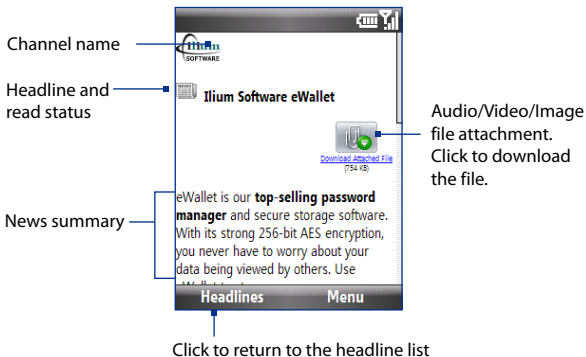 Channel name
ilium
SOFTWARE
Headline and
read status
Ilium Software eWallet
Audio/Video/Image
file attachment.
Click to download
the file.
Download Attached File
(754 KB)
News summary
eWallet is our top-selling password
manager and secure storage software.
With its strong 256-bit AES encryption,
you never have to worry about your
data being viewed by others. Use
Headlines
Menu
Click to return to the headline list